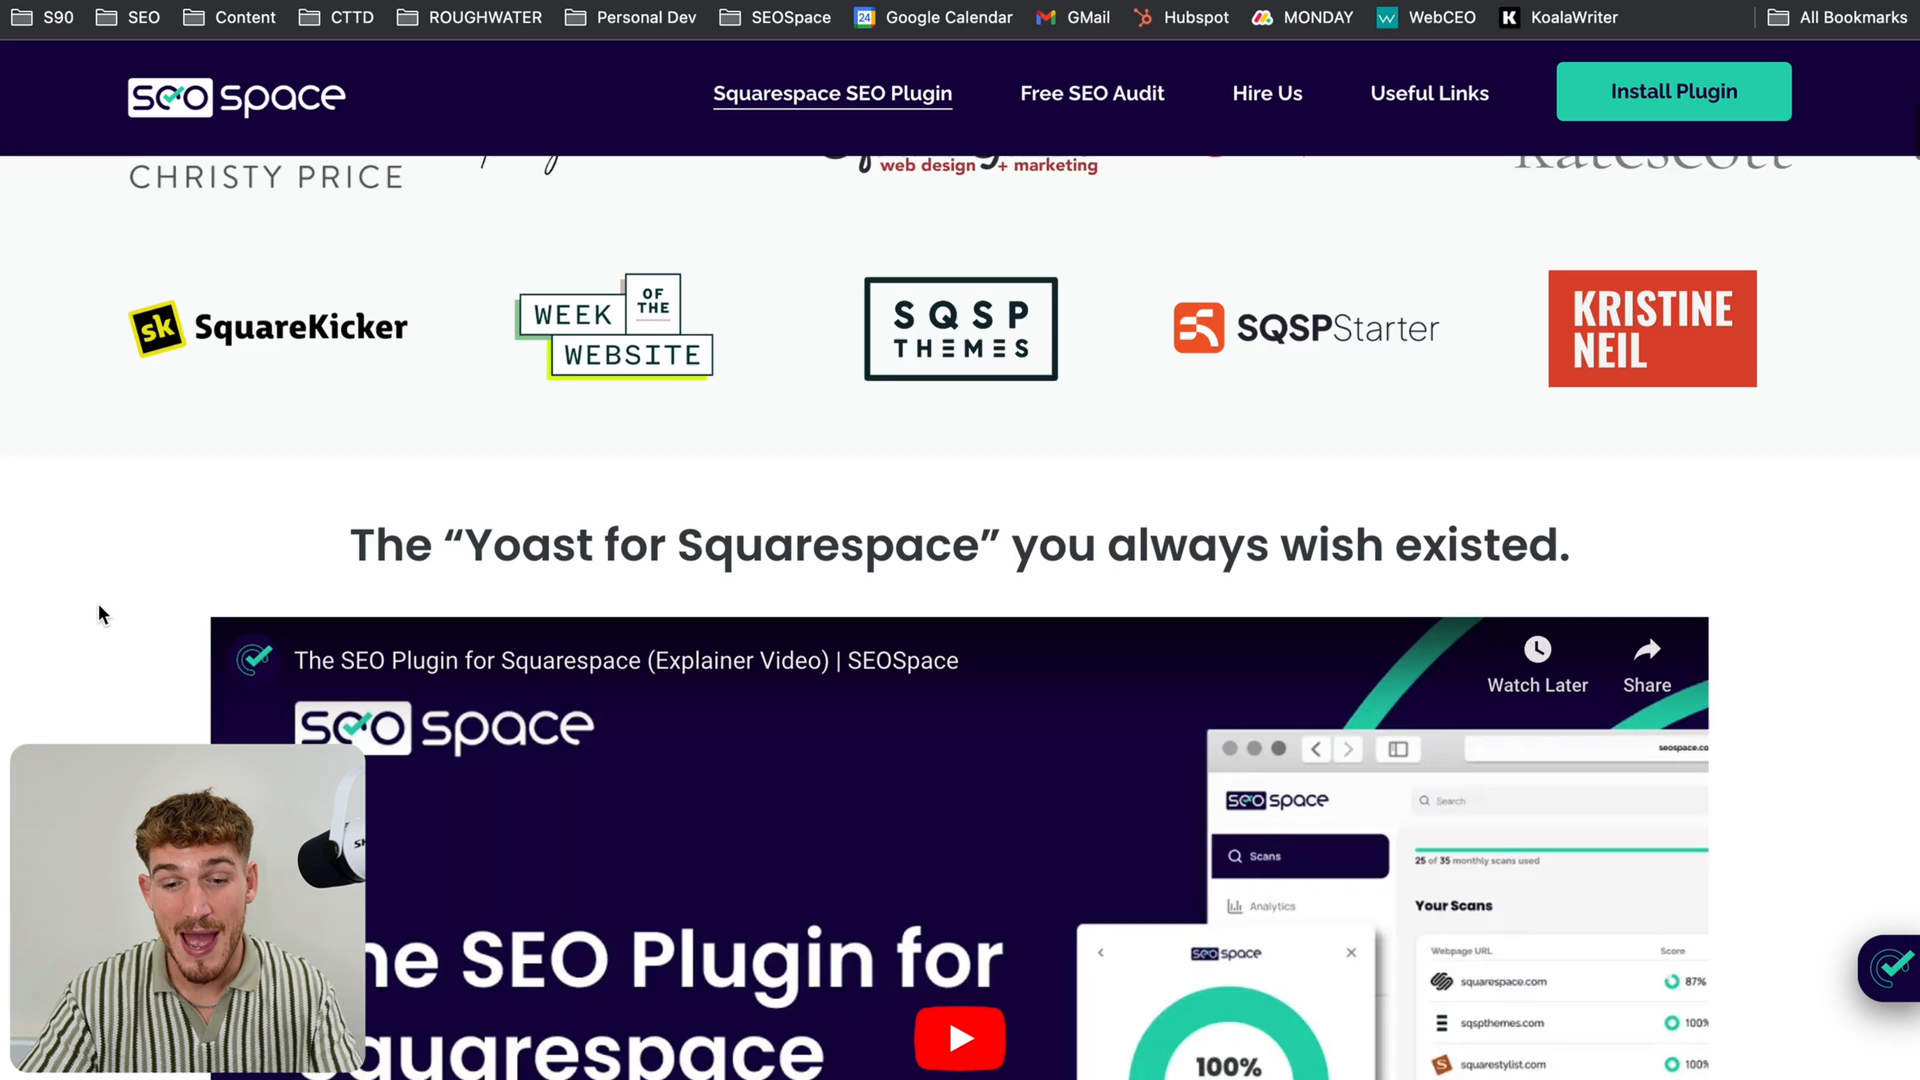 S90 SEO Content CTTD ROUGHWATER Personal Dev SEOSpace Google Calendar GMail Hubspot MONDAY WebCEO KoalaWriter All Bookmarks
seo space Squarespace SEO Plugin Free SEO Audit Hire Us Useful Links Install Plugin
CHRISTY PRICE
web design + marketing
sk SquareKicker
WEEK OF THE WEBSITE
SQSP
THEMES
SQSPStarter
KRISTINE
NEIL
The “Yoast for Squarespace” you always wish existed.
The SEO Plugin for Squarespace (Explainer Video) | SEOSpace
Watch Later Share
seo space
seo space
Search
Scans
25 of 35 monthly scans used
Analytics
Your Scans
Webpage URL Score
squarespace.com 87%
sqspthemes.com 100%
squarestylist.com 100%
seo space
100%
he SEO Plugin for
quarespace